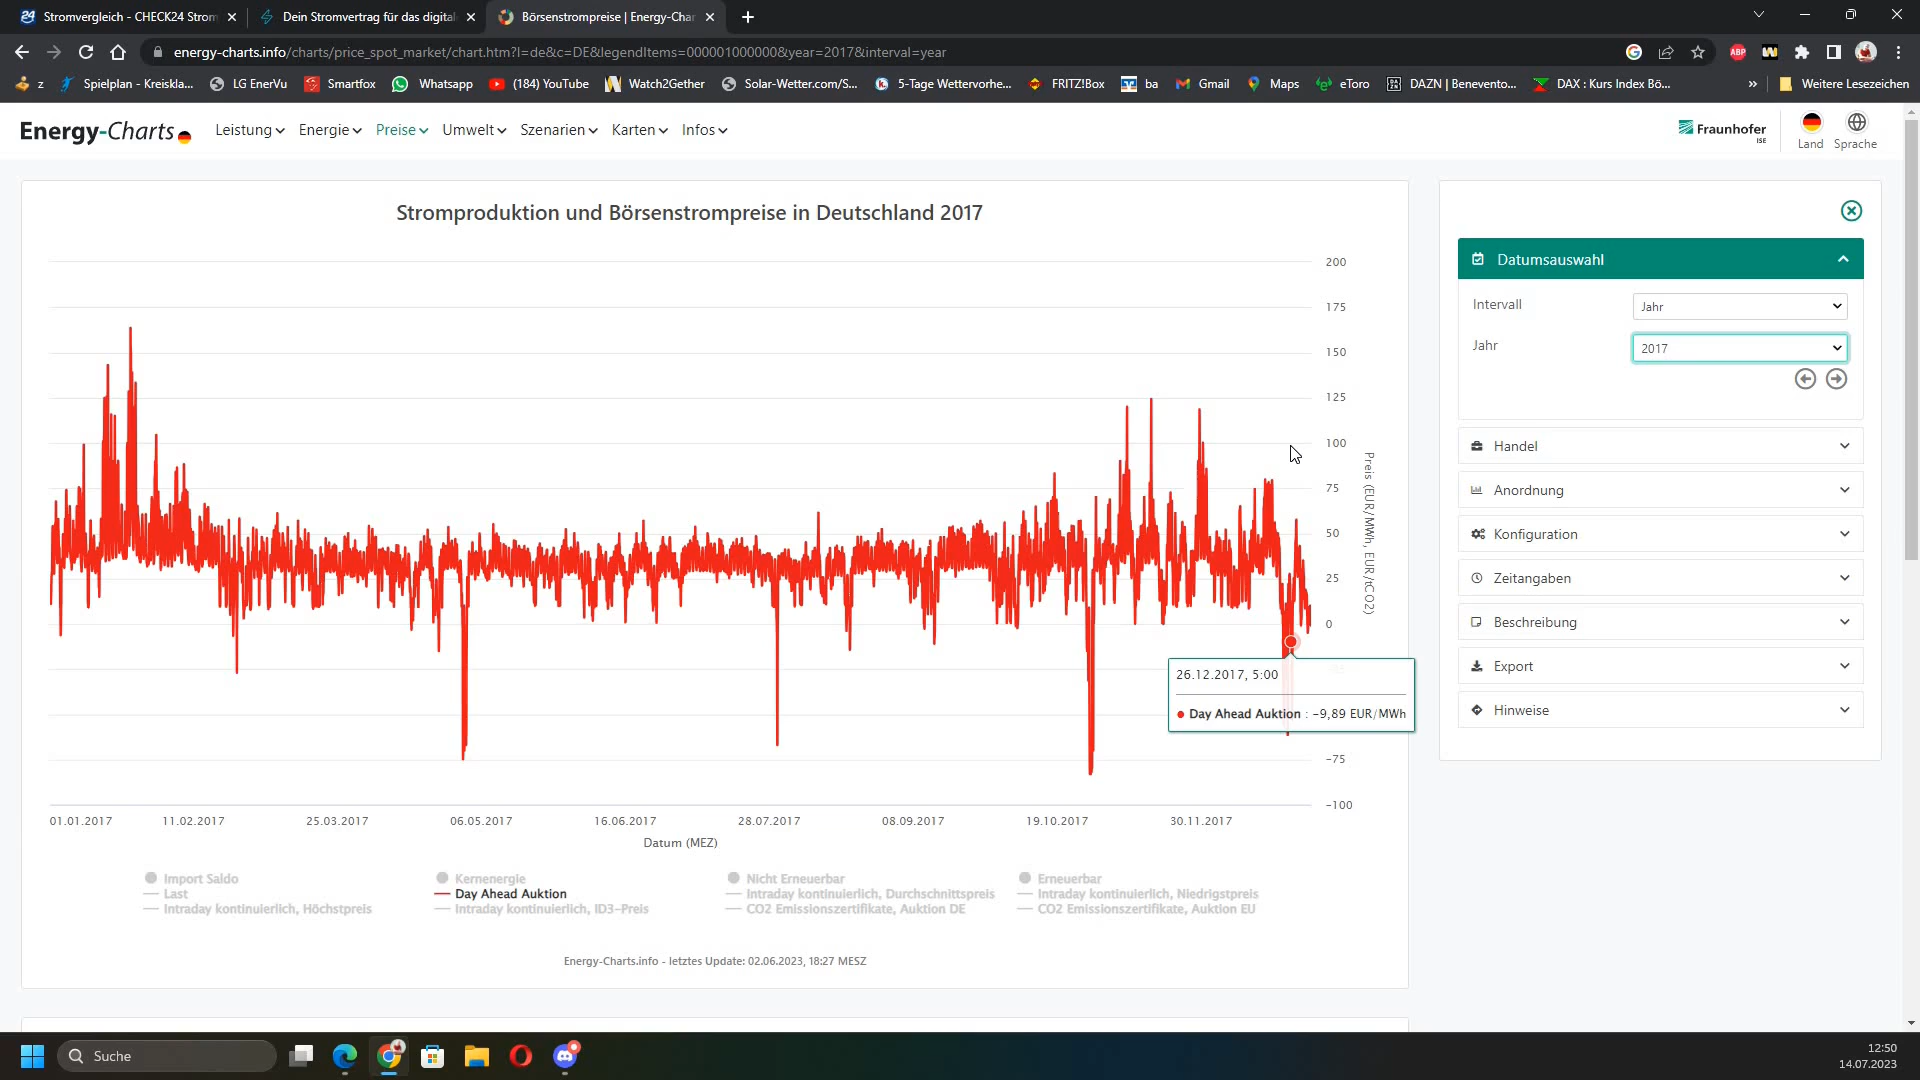 Stromvergleich - CHECK24 Strom
Dein Stromvertrag für das digital
Börsenstrompreise | Energy-Char
energy-charts.info/charts/price_spot_market/chart.htm?l=de&c=DE&legendItems=000001000000&year=2017&interval=year
ABP
z
Spielplan - Kreiskla...
LG EnerVu
Smartfox
Whatsapp
(184) YouTube
Watch2Gether
Solar-Wetter.com/S...
5-Tage Wettervorhe...
FRITZ!Box
ba
Gmail
Maps
eToro
DAZN | Benevento...
DAX : Kurs Index Bö...
»
Weitere Lesezeichen
Energy-Charts
Leistung
Energie
Preise
Umwelt
Szenarien
Karten
Infos
Fraunhofer
ISE
Land
Sprache
Stromproduktion und Börsenstrompreise in Deutschland 2017
200
175
150
125
100
75
50
25
0
-75
-100
Preis (EUR/MWh, EUR/tCO2)
26.12.2017, 5:00
Day Ahead Auktion : -9,89 EUR/MWh
01.01.2017
11.02.2017
25.03.2017
06.05.2017
16.06.2017
28.07.2017
08.09.2017
19.10.2017
30.11.2017
Datum (MEZ)
Import Saldo
Kernenergie
Nicht Erneuerbar
Erneuerbar
Last
Day Ahead Auktion
Intraday kontinuierlich, Durchschnittspreis
Intraday kontinuierlich, Niedrigstpreis
Intraday kontinuierlich, Höchstpreis
Intraday kontinuierlich, ID3-Preis
CO2 Emissionszertifikate, Auktion DE
CO2 Emissionszertifikate, Auktion EU
Energy-Charts.info - letztes Update: 02.06.2023, 18:27 MESZ
Datumsauswahl
Intervall
Jahr
Jahr
2017
Handel
Anordnung
Konfiguration
Zeitangaben
Beschreibung
Export
Hinweise
Suche
12:50
14.07.2023